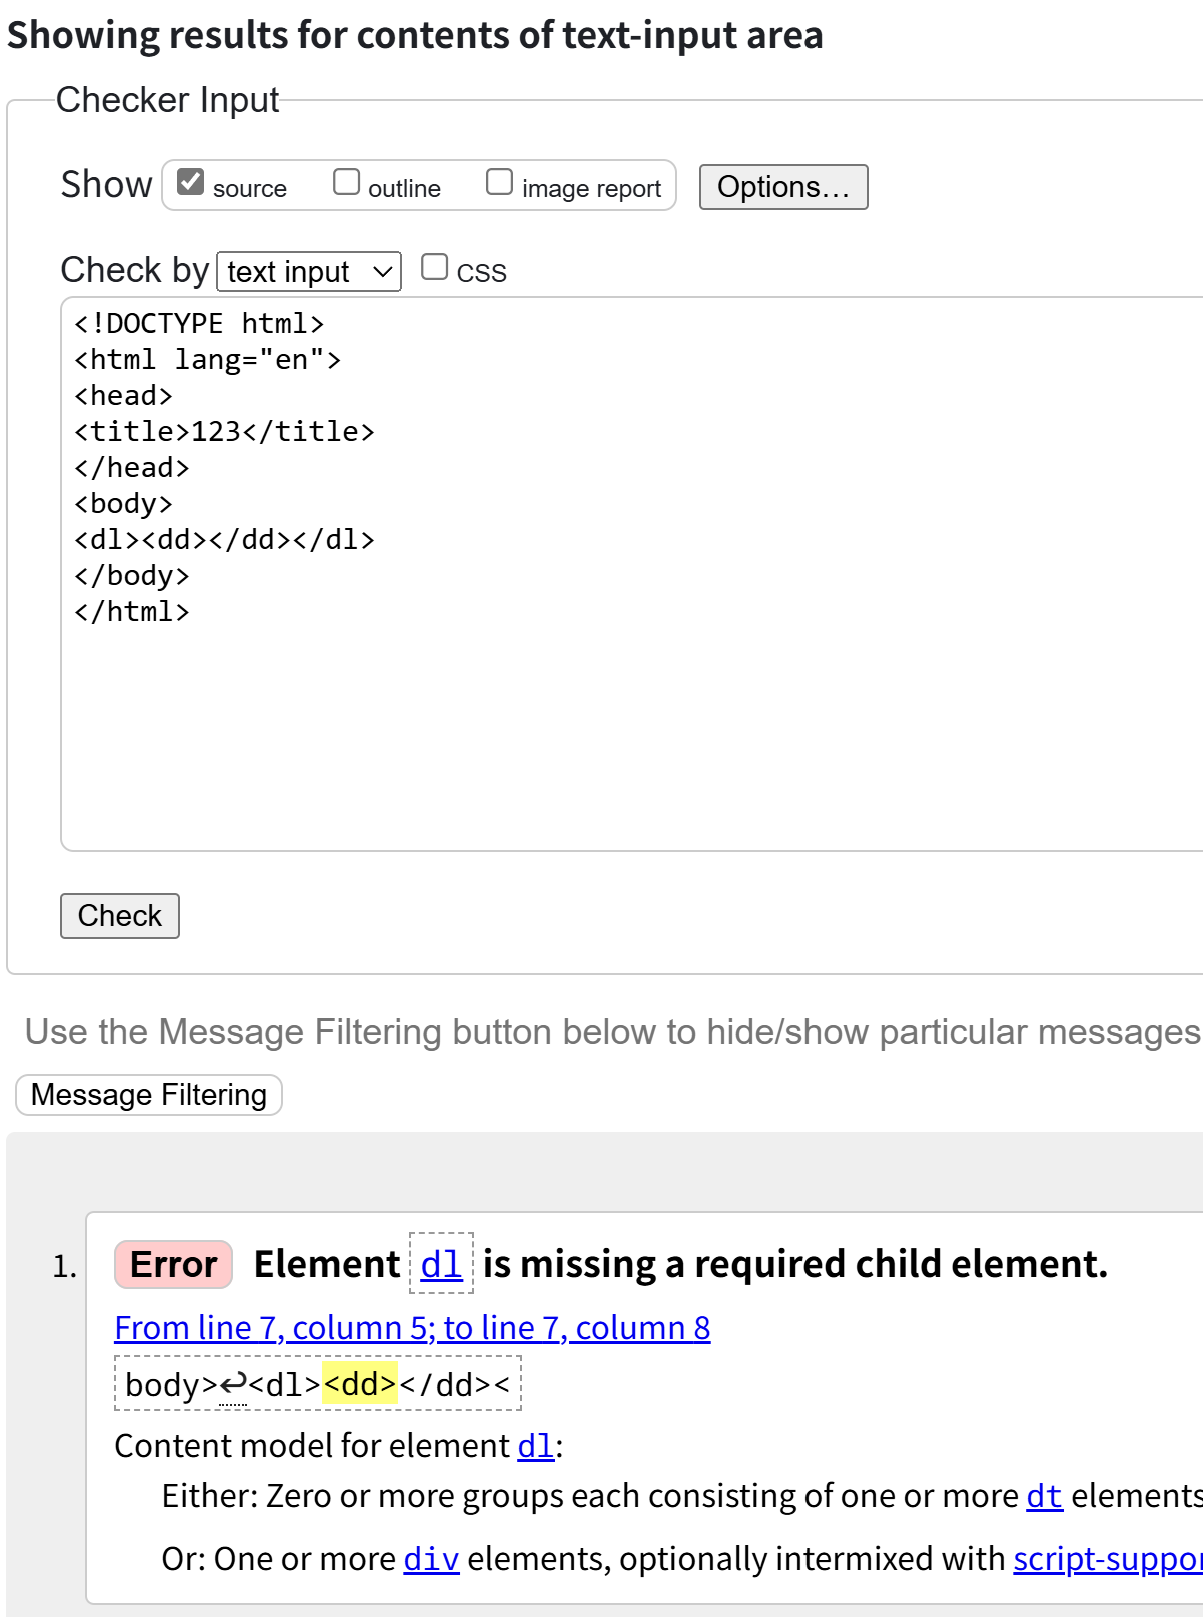 Showing results for contents of text-input area
Checker Input
Show source outline image report Options…
Check by text input CSS
<!DOCTYPE html>
<html lang="en">
<head>
<title>123</title>
</head>
<body>
<dl><dd></dd></dl>
</body>
</html>
Check
Use the Message Filtering button below to hide/show particular messages
Message Filtering
1. Error Element dl is missing a required child element.
From line 7, column 5; to line 7, column 8
body>↩<dl><dd></dd><
Content model for element dl:
Either: Zero or more groups each consisting of one or more dt elements
Or: One or more div elements, optionally intermixed with script-suppor